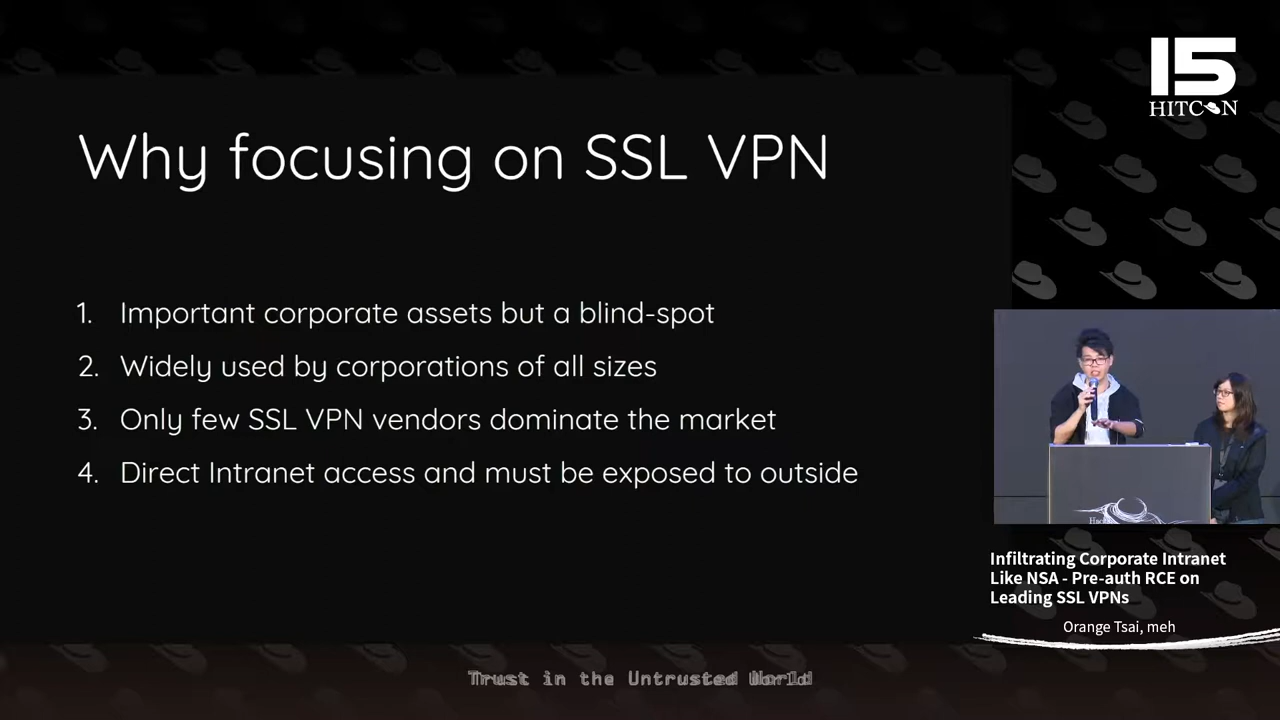 Why focusing on SSL VPN
1. Important corporate assets but a blind-spot
2. Widely used by corporations of all sizes
3. Only few SSL VPN vendors dominate the market
4. Direct Intranet access and must be exposed to outside
15
HITCON
Infiltrating Corporate Intranet
Like NSA - Pre-auth RCE on
Leading SSL VPNs
Orange Tsai, meh
Trust in the Untrusted World